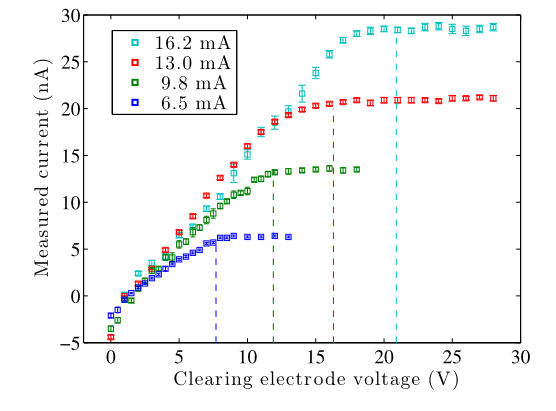 30
25
20
15
10
5
0
−5
Measured current (nA)
16.2 mA
13.0 mA
9.8 mA
6.5 mA
0 5 10 15 20 25 30
Clearing electrode voltage (V)